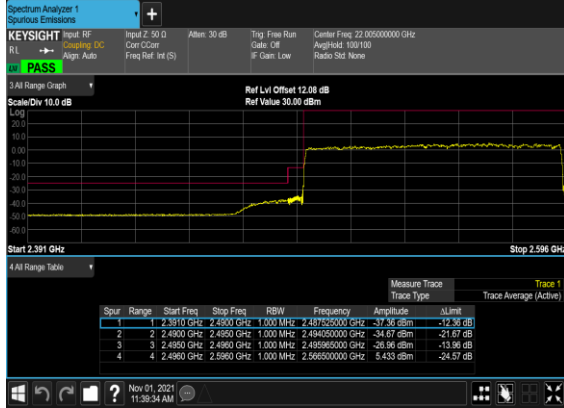 Spectrum Analyzer 1
Spurious Emissions
+
KEYSIGHT Input: RF Input Z: 50 Ω Atten: 30 dB Trig: Free Run Center Freq: 22.005000000 GHz
RL Coupling: DC Corr CCorr Gate: Off Avg|Hold: 100/100
Align: Auto Freq Ref: Int (S) IF Gain: Low Radio Std: None
PASS
3 All Range Graph
Ref Lvl Offset 12.08 dB
Scale/Div 10.0 dB Ref Value 30.00 dBm
Log
20.0
10.0
0.00
-10.0
-20.0
-30.0
-40.0
-50.0
-60.0
Start 2.391 GHz Stop 2.596 GHz
4 All Range Table
Measure Trace Trace 1
Trace Type Trace Average (Active)
Spur Range Start Freq Stop Freq RBW Frequency Amplitude ΔLimit
1 1 2.3910 GHz 2.4900 GHz 1.000 MHz 2.487525000 GHz -37.36 dBm -12.36 dB
2 2 2.4900 GHz 2.4950 GHz 1.000 MHz 2.494050000 GHz -34.67 dBm -21.67 dB
3 3 2.4950 GHz 2.4960 GHz 1.000 MHz 2.495965000 GHz -26.96 dBm -13.96 dB
4 4 2.4960 GHz 2.5960 GHz 1.000 MHz 2.566500000 GHz 5.433 dBm -24.57 dB
? Nov 01, 2021
11:39:34 AM